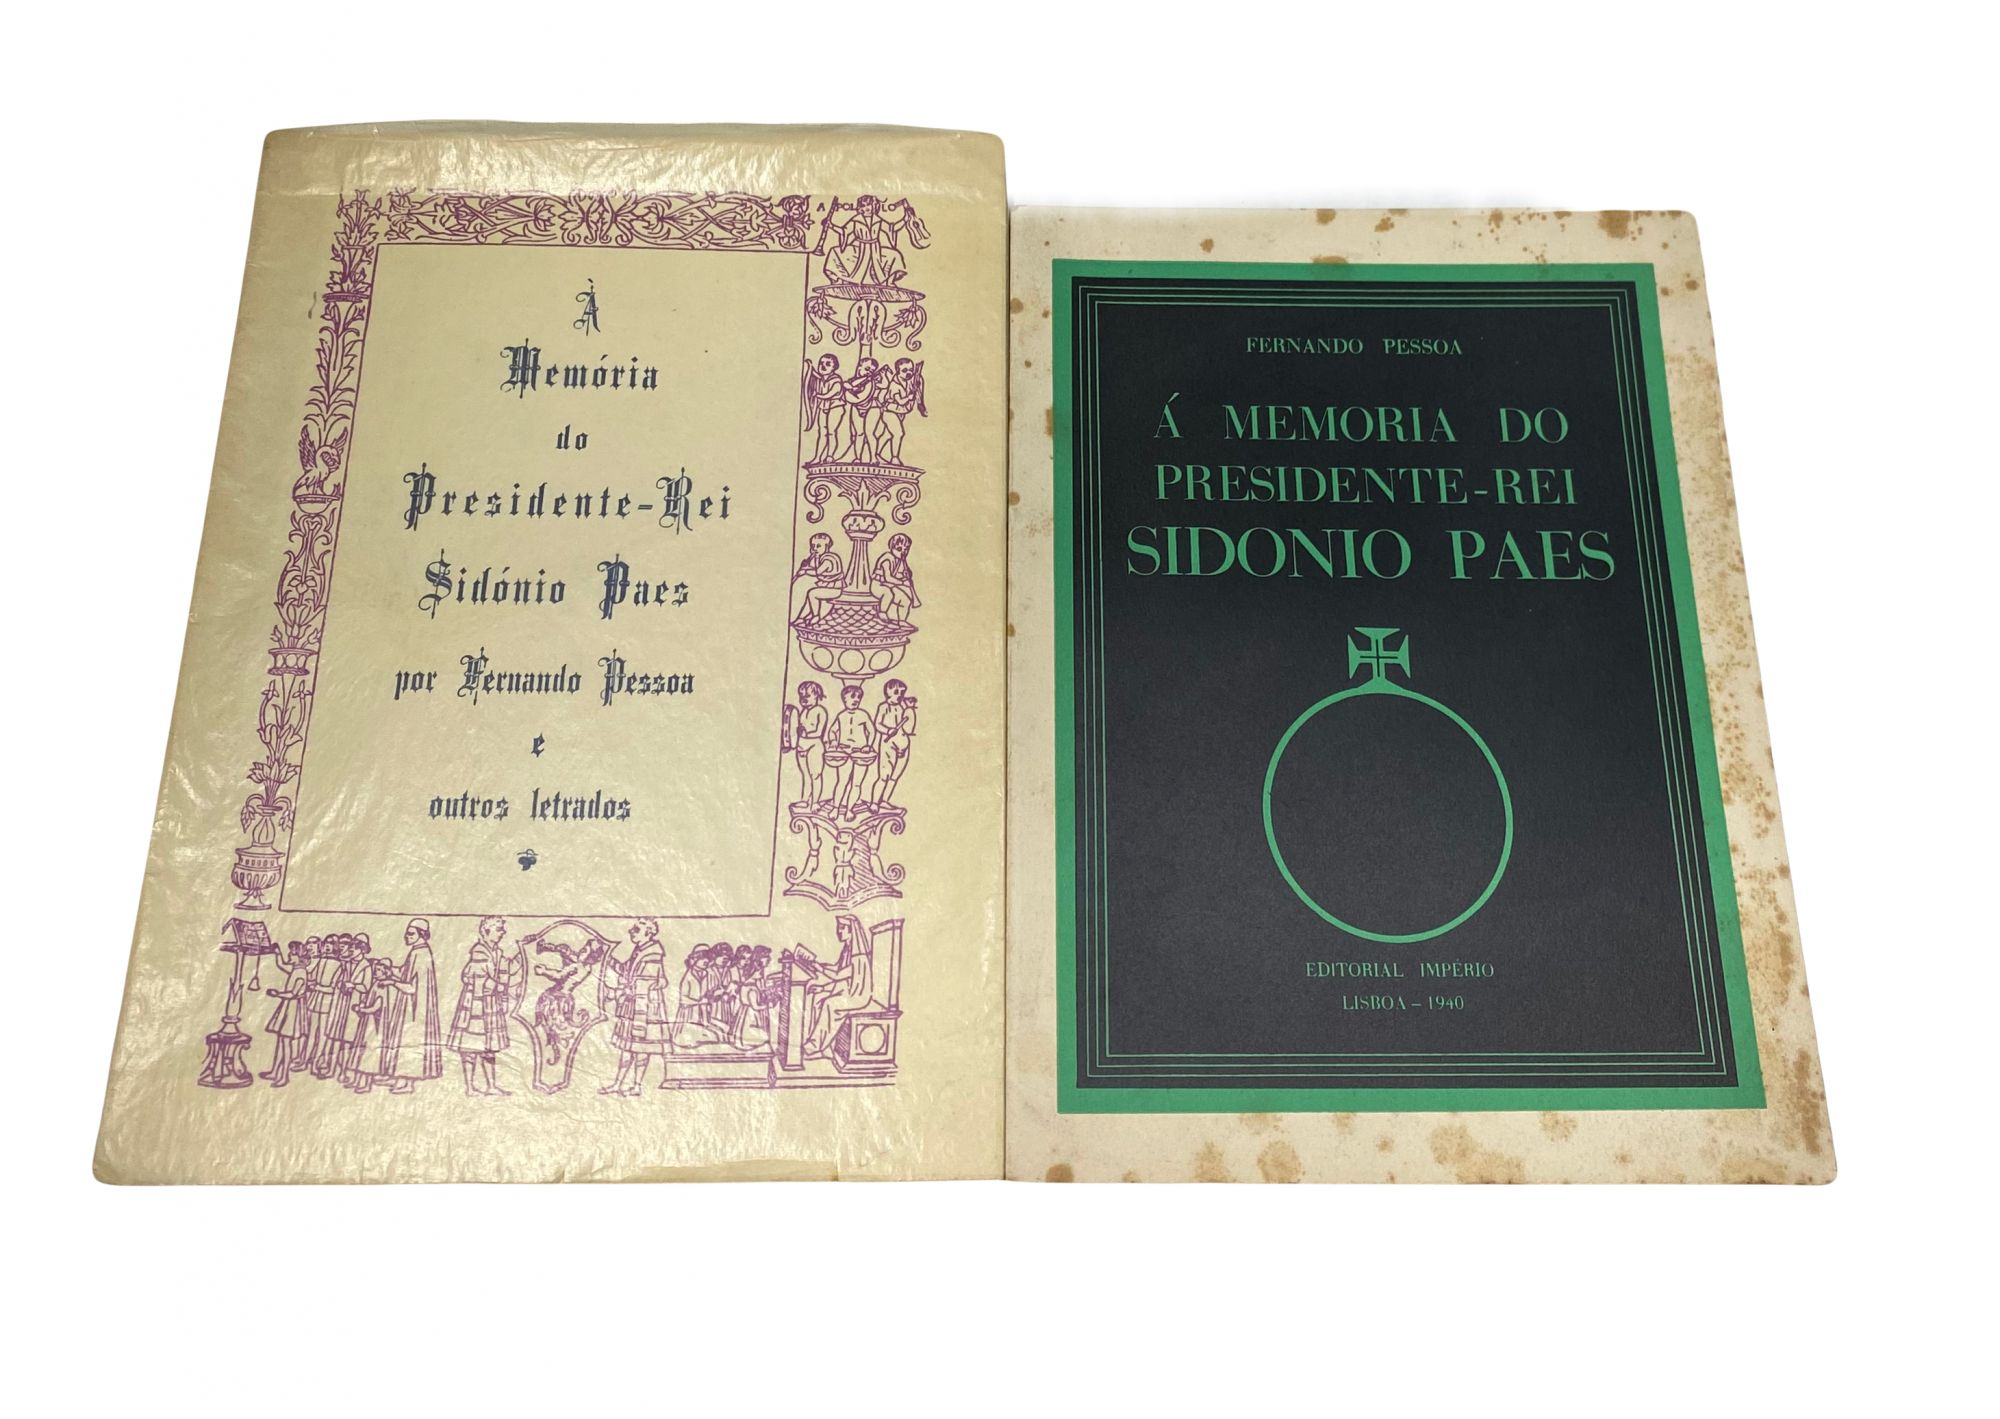 À
Memória
do
Presidente-Rei
Sidónio Paes
por Fernando Pessoa
e
outros letrados
APOLLO
FERNANDO PESSOA
Á MEMORIA DO
PRESIDENTE-REI
SIDONIO PAES
EDITORIAL IMPÉRIO
LISBOA – 1940